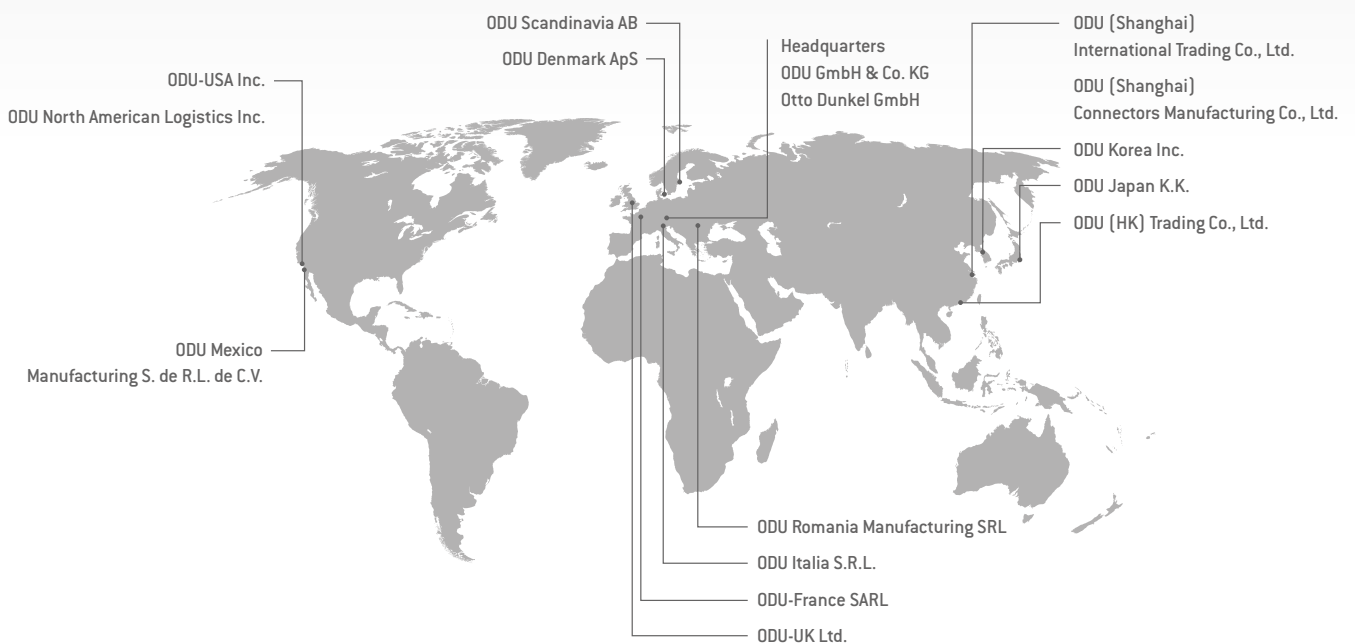 ODU Scandinavia AB
ODU Denmark ApS
Headquarters
ODU GmbH & Co. KG
Otto Dunkel GmbH
ODU (Shanghai)
International Trading Co., Ltd.
ODU (Shanghai)
Connectors Manufacturing Co., Ltd.
ODU Korea Inc.
ODU Japan K.K.
ODU (HK) Trading Co., Ltd.
ODU-USA Inc.
ODU North American Logistics Inc.
ODU Mexico
Manufacturing S. de R.L. de C.V.
ODU Romania Manufacturing SRL
ODU Italia S.R.L.
ODU-France SARL
ODU-UK Ltd.